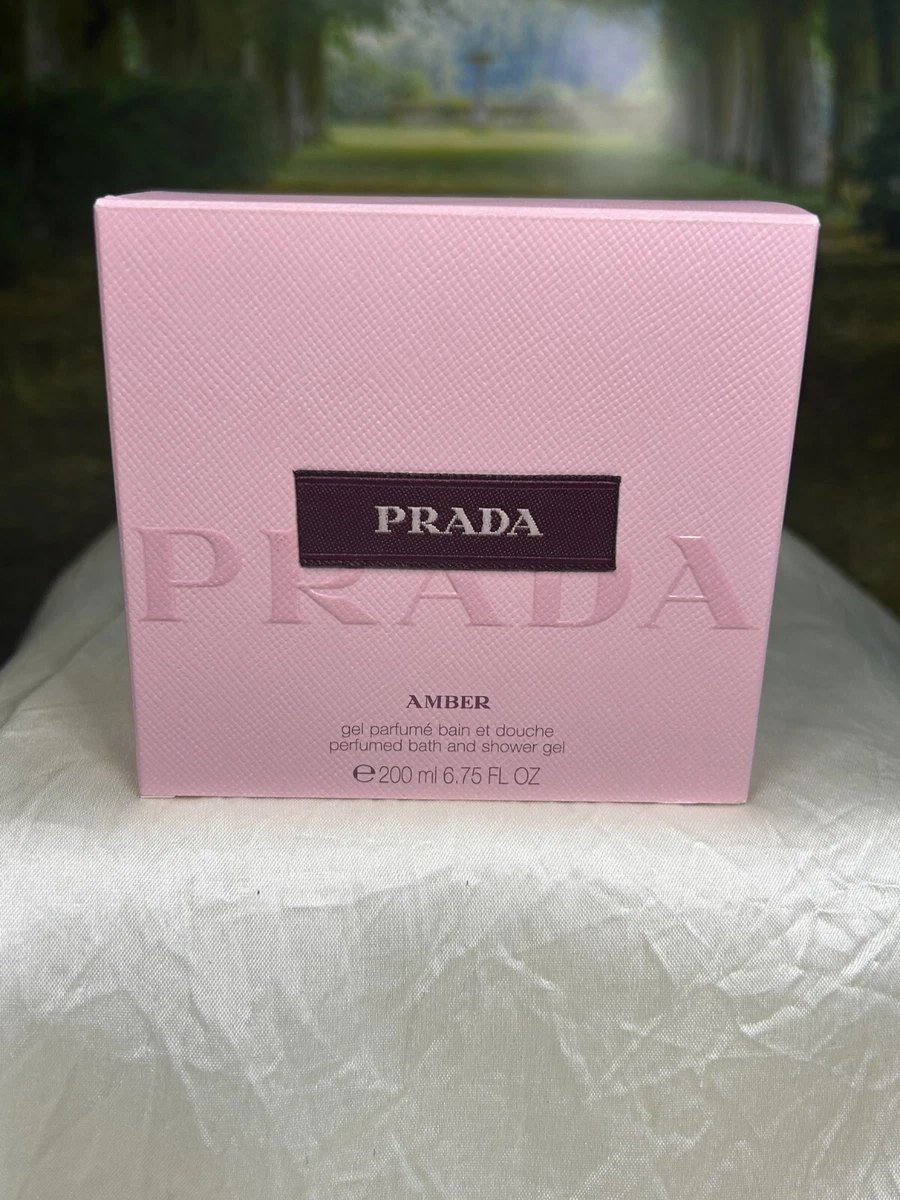 PRADA
PRADA
AMBER
gel parfumé bain et douche
perfumed bath and shower gel
℮ 200 ml 6.75 FL OZ